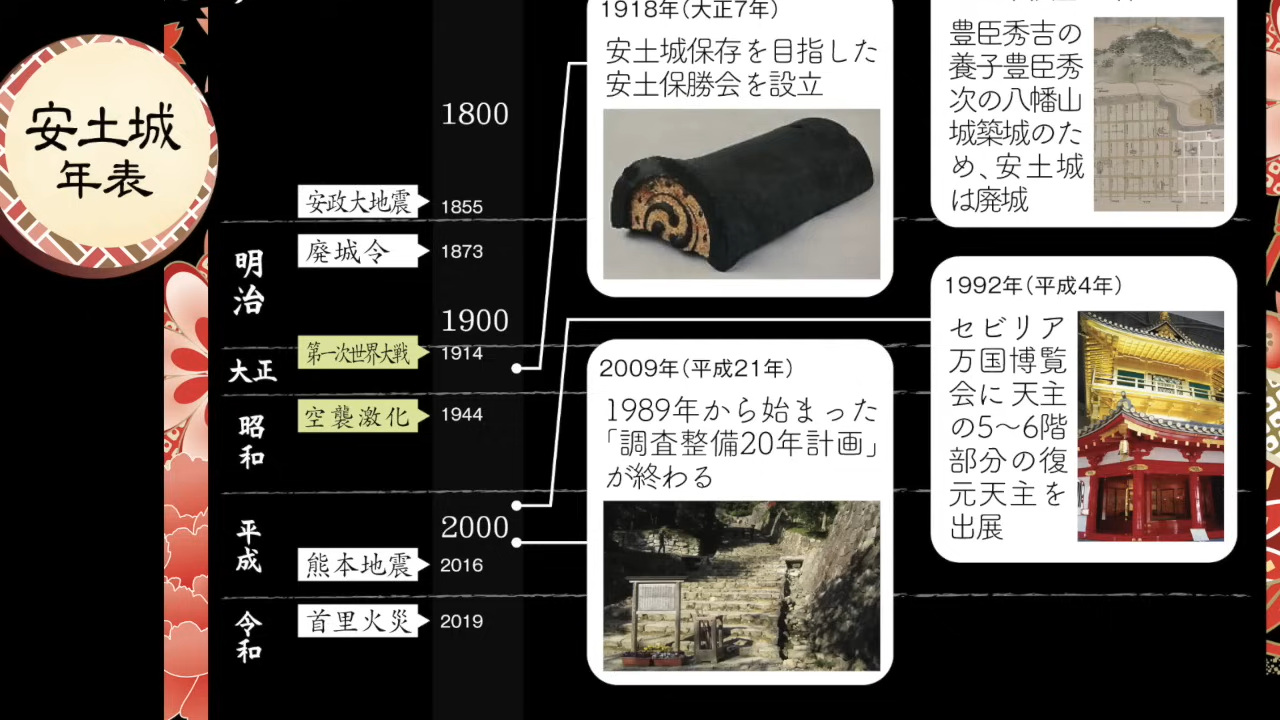 安土城
年表
1800
安政大地震
1855
明治
廃城令
1873
1900
第一次世界大戦
1914
大正
空襲激化
1944
昭和
2000
平成
熊本地震
2016
首里火災
2019
令和
1918年(大正7年)
安土城保存を目指した
安土保勝会を設立
2009年(平成21年)
1989年から始まった
「調査整備20年計画」
が終わる
豊臣秀吉の
養子豊臣秀
次の八幡山
城築城のた
め、安土城
は廃城
1992年(平成4年)
セビリア
万国博覧
会に 天主
の5〜6階
部分の復
元天主を
出展